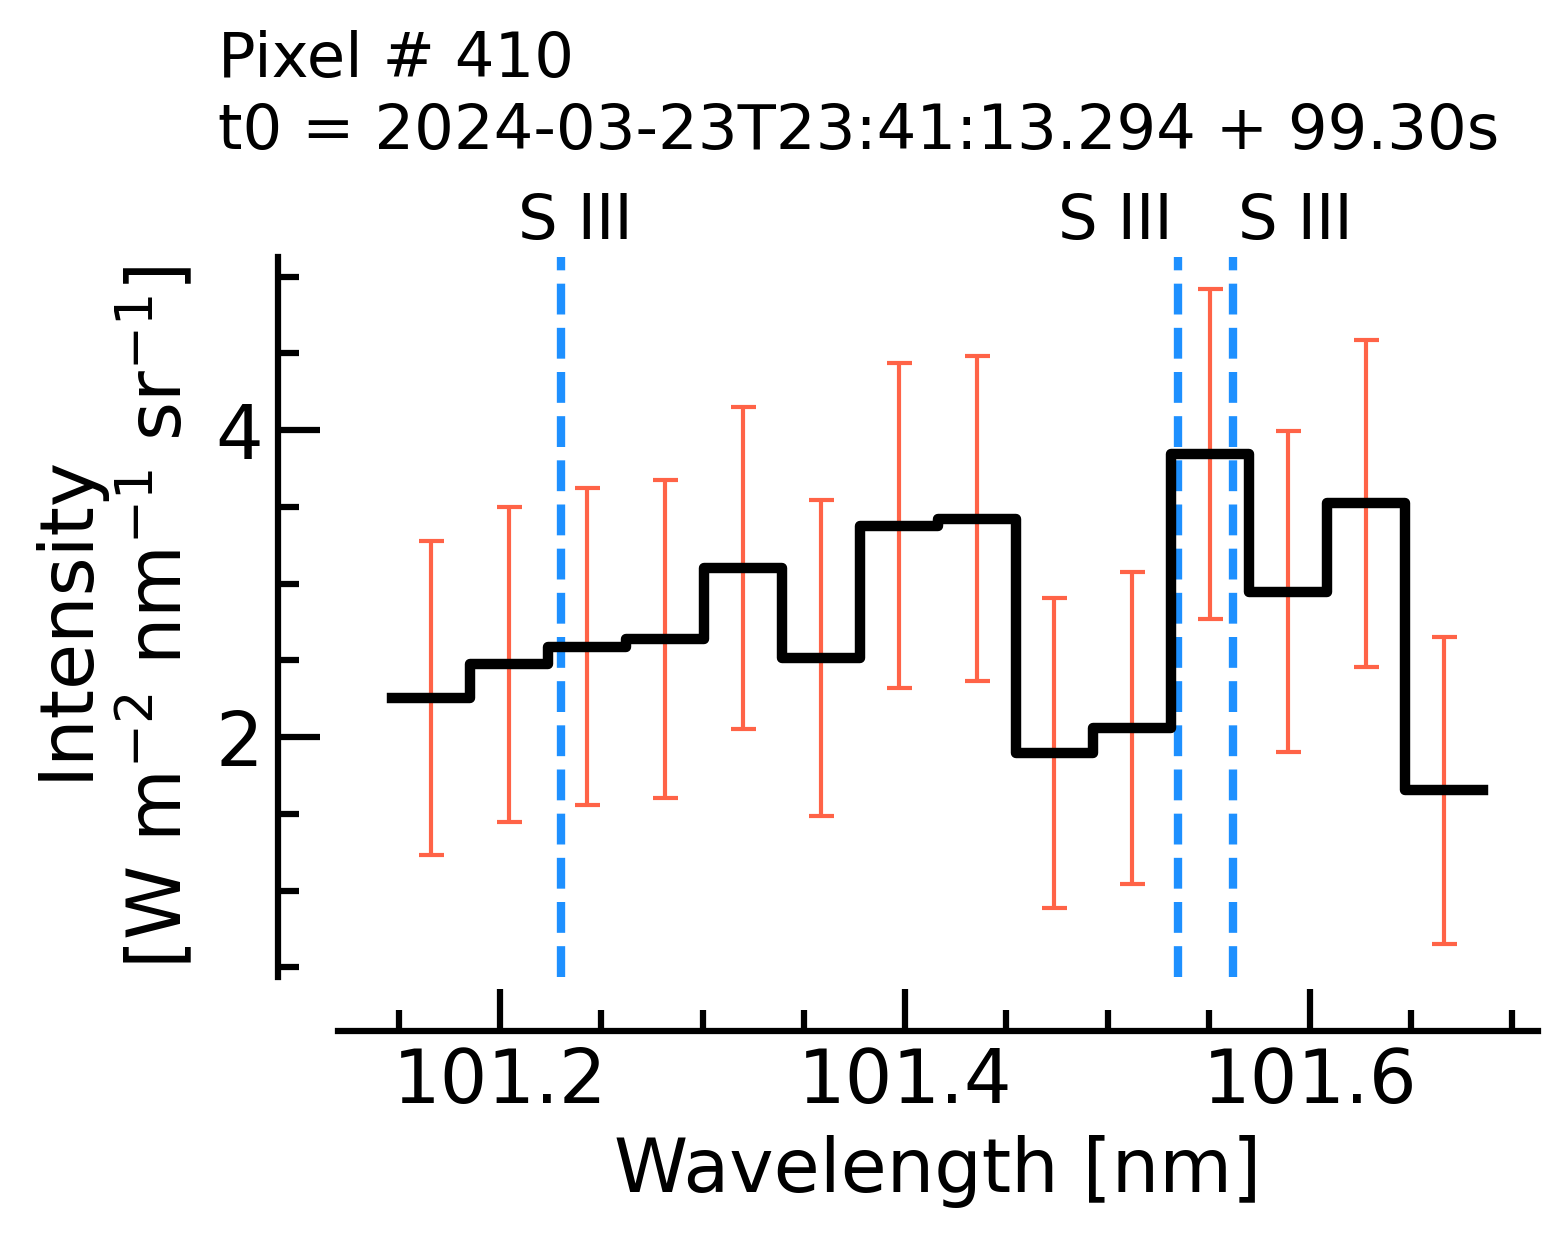 Pixel # 410
t0 = 2024-03-23T23:41:13.294 + 99.30s
S III S III S III
Intensity
[W m⁻² nm⁻¹ sr⁻¹]
4
2
101.2 101.4 101.6
Wavelength [nm]